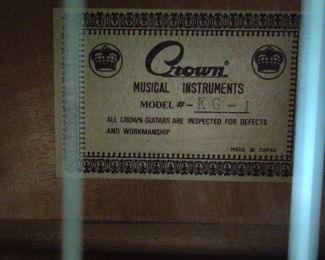 Crown®
MUSICAL INSTRUMENTS
MODEL #- KG-1
ALL CROWN GUITARS ARE INSPECTED FOR DEFECTS
AND WORKMANSHIP
MADE IN JAPAN